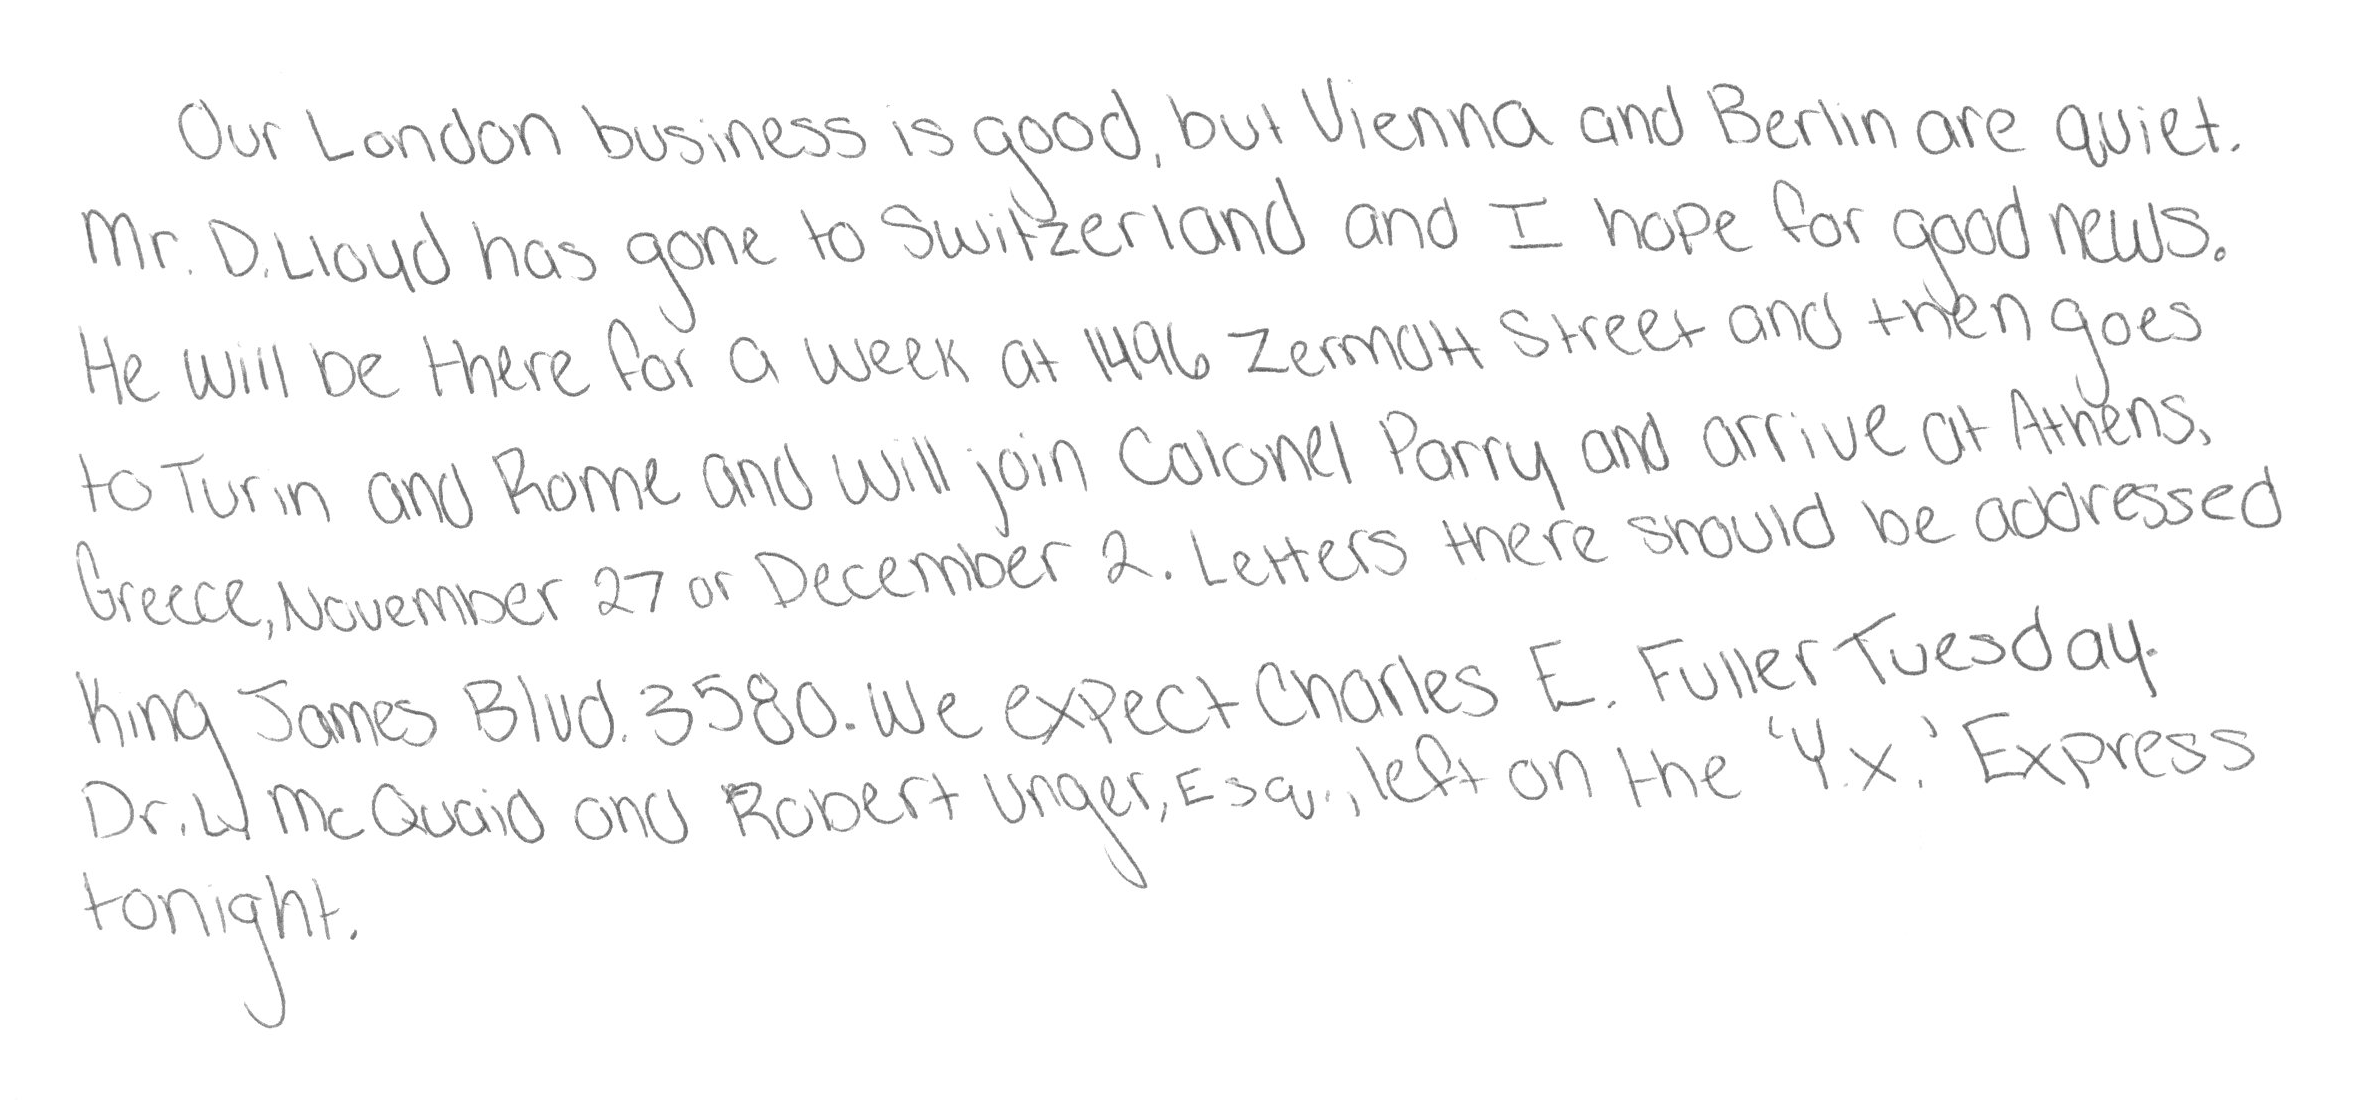 Our London business is good, but Vienna and Berlin are quiet.
Mr. D. Lloyd has gone to Switzerland and I hope for good news.
He will be there for a week at 1496 Zermott Street and then goes
to Turin and Rome and will join Colonel Parry and arrive at Athens,
Greece, November 27 or December 2. Letters there should be addressed
King James Blvd. 3580. We expect Charles E. Fuller Tuesday.
Dr. L. McQuaid and Robert Unger, Esq., left on the 'Y.X.' Express
tonight.